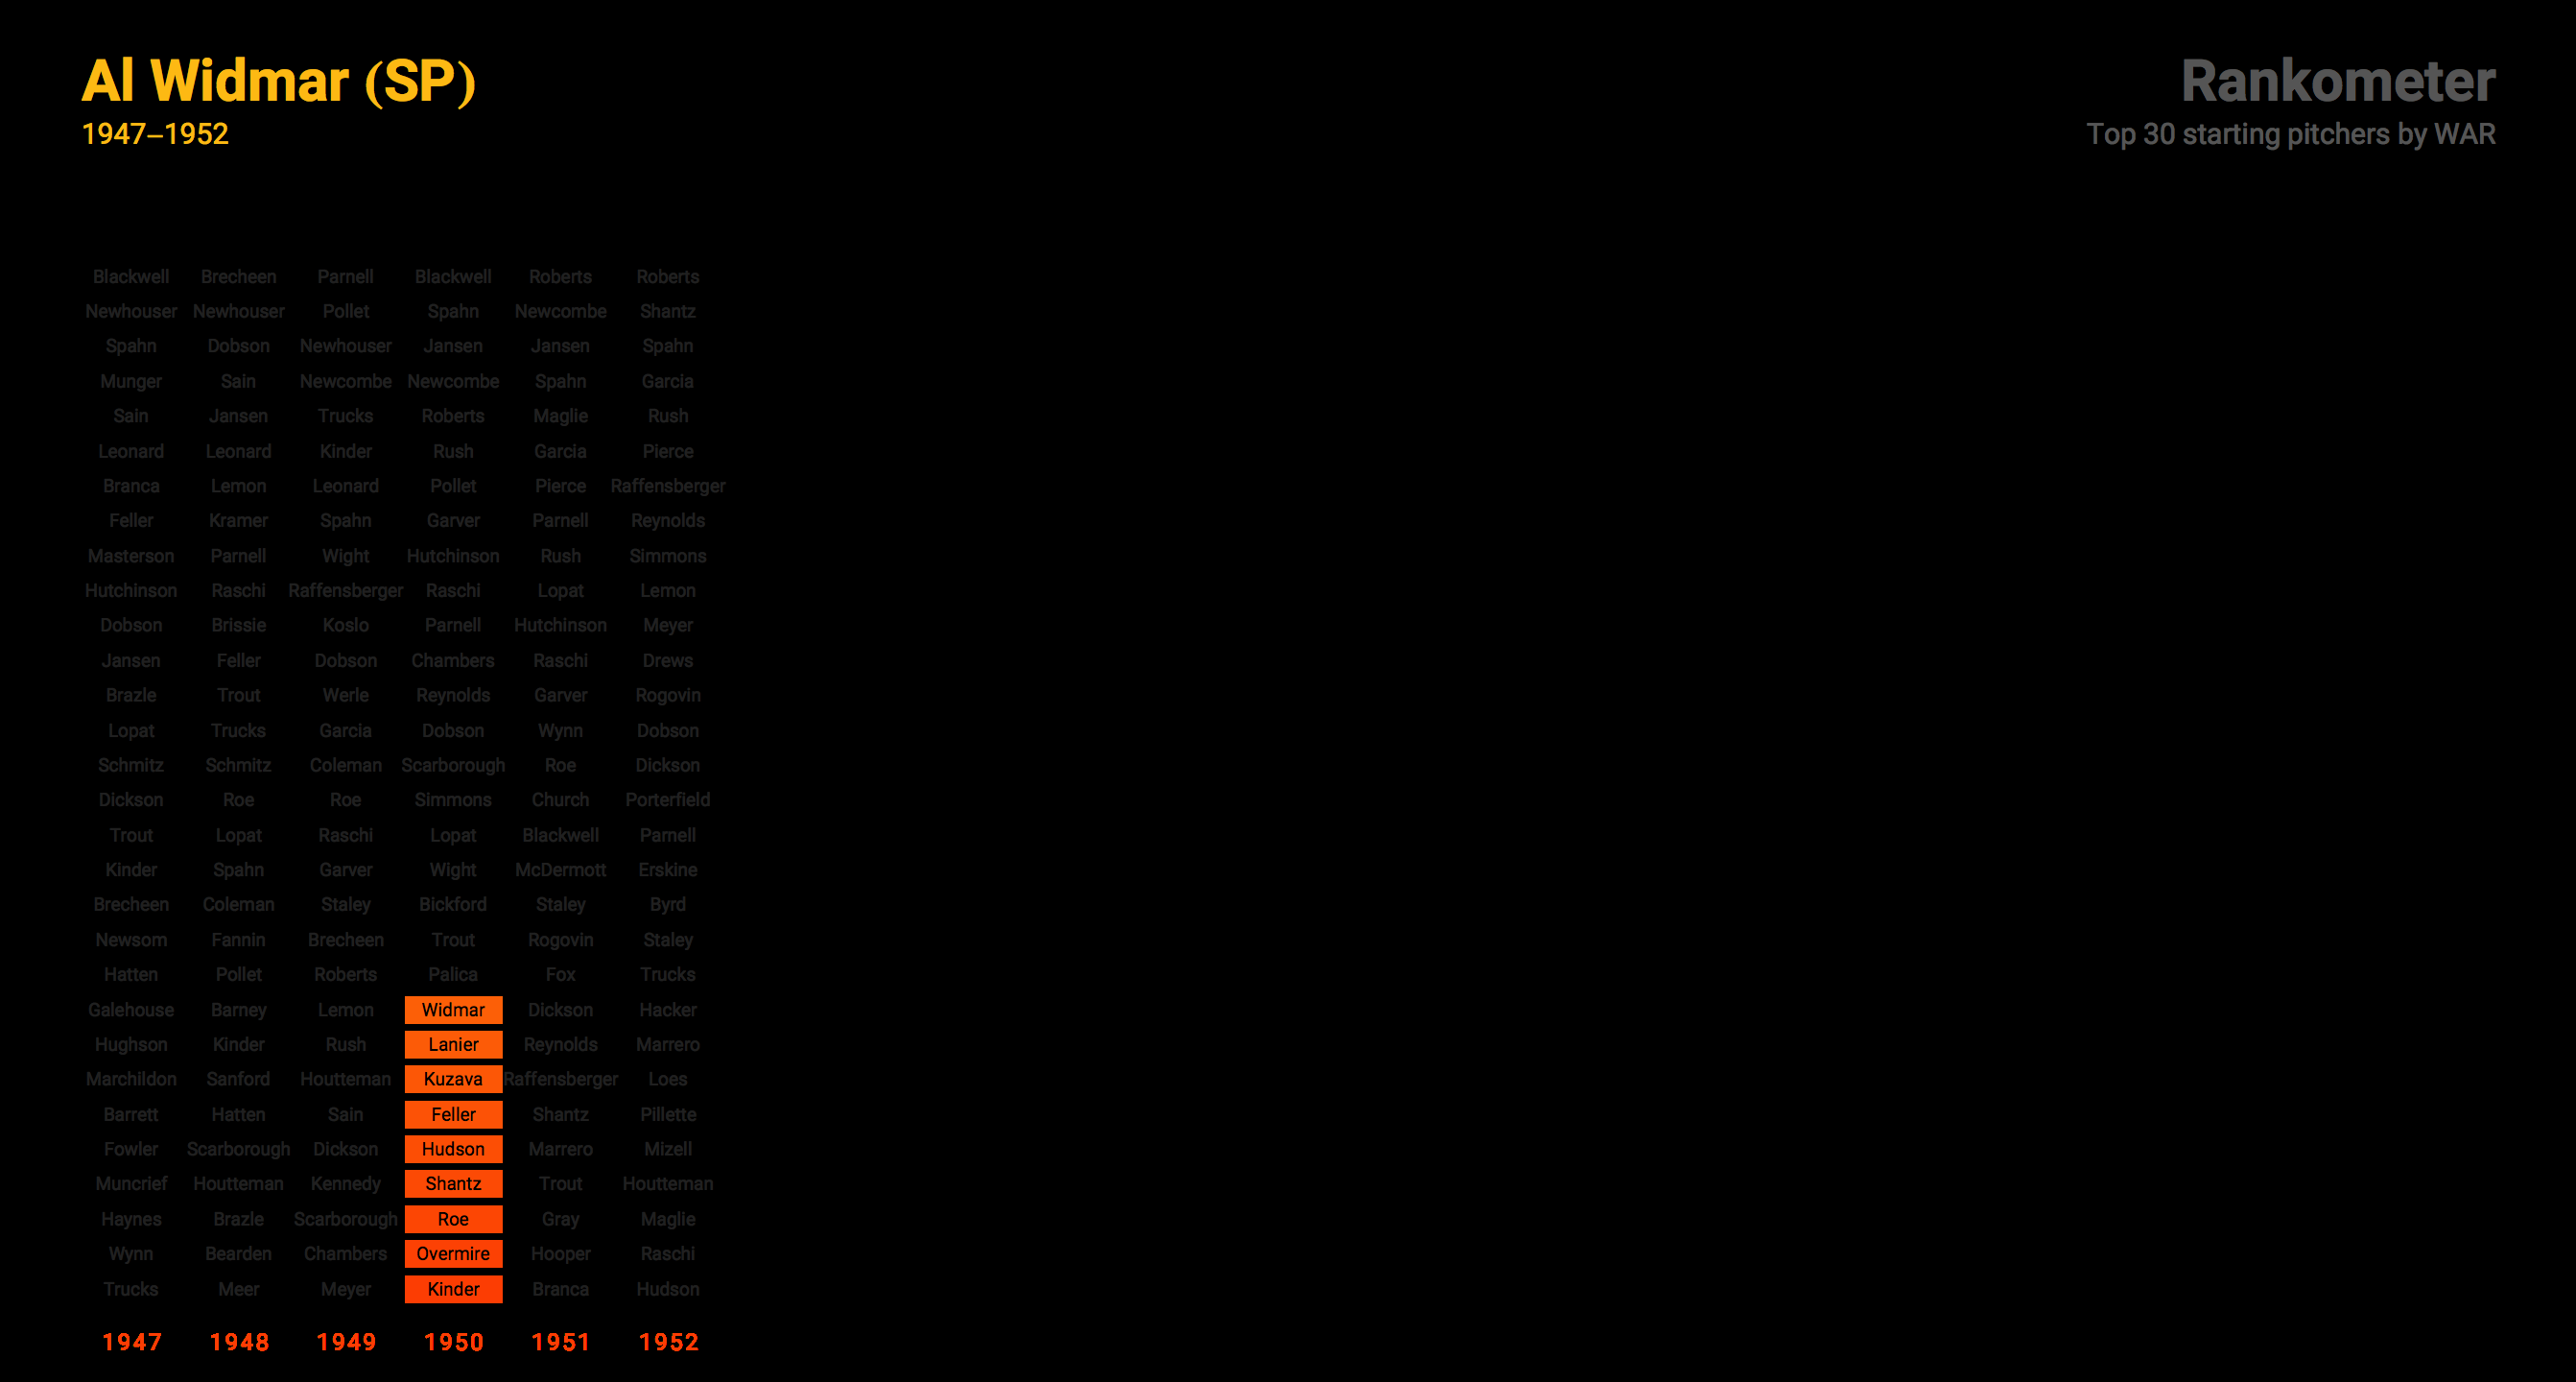 Al Widmar (SP)
1947–1952
Rankometer
Top 30 starting pitchers by WAR
Blackwell Brecheen Parnell Blackwell Roberts Roberts
Newhouser Newhouser Pollet Spahn Newcombe Shantz
Spahn Dobson Newhouser Jansen Jansen Spahn
Munger Sain Newcombe Newcombe Spahn Garcia
Sain Jansen Trucks Roberts Maglie Rush
Leonard Leonard Kinder Rush Garcia Pierce
Branca Lemon Leonard Pollet Pierce Raffensberger
Feller Kramer Spahn Garver Parnell Reynolds
Masterson Parnell Wight Hutchinson Rush Simmons
Hutchinson Raschi Raffensberger Raschi Lopat Lemon
Dobson Brissie Koslo Parnell Hutchinson Meyer
Jansen Feller Dobson Chambers Raschi Drews
Brazle Trout Werle Reynolds Garver Rogovin
Lopat Trucks Garcia Dobson Wynn Dobson
Schmitz Schmitz Coleman Scarborough Roe Dickson
Dickson Roe Roe Simmons Church Porterfield
Trout Lopat Raschi Lopat Blackwell Parnell
Kinder Spahn Garver Wight McDermott Erskine
Brecheen Coleman Staley Bickford Staley Byrd
Newsom Fannin Brecheen Trout Rogovin Staley
Hatten Pollet Roberts Palica Fox Trucks
Galehouse Barney Lemon Widmar Dickson Hacker
Hughson Kinder Rush Lanier Reynolds Marrero
Marchildon Sanford Houtteman Kuzava Raffensberger Loes
Barrett Hatten Sain Feller Shantz Pillette
Fowler Scarborough Dickson Hudson Marrero Mizell
Muncrief Houtteman Kennedy Shantz Trout Houtteman
Haynes Brazle Scarborough Roe Gray Maglie
Wynn Bearden Chambers Overmire Hooper Raschi
Trucks Meer Meyer Kinder Branca Hudson
1947 1948 1949 1950 1951 1952